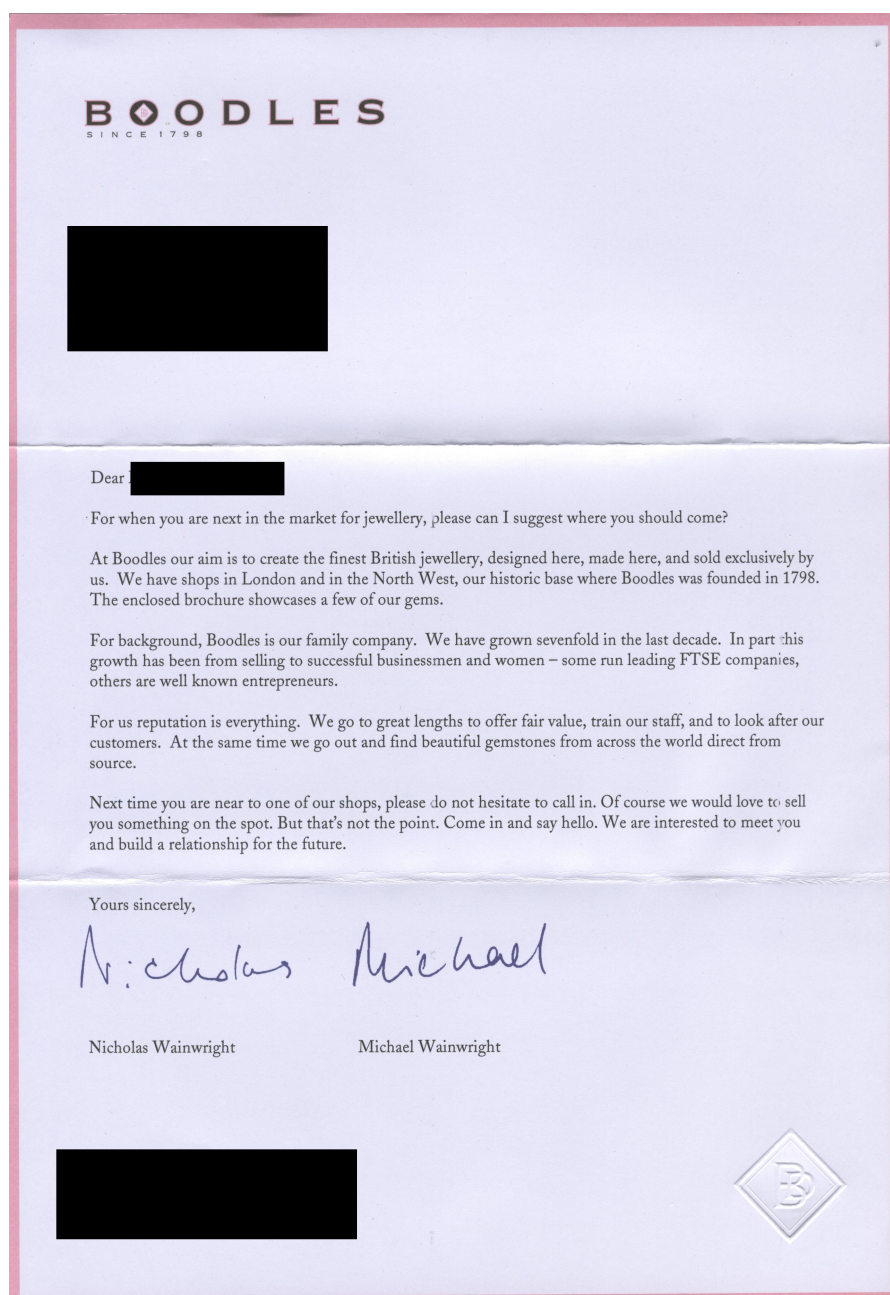 BOODLES
SINCE 1798
Dear
For when you are next in the market for jewellery, please can I suggest where you should come?
At Boodles our aim is to create the finest British jewellery, designed here, made here, and sold exclusively by
us. We have shops in London and in the North West, our historic base where Boodles was founded in 1798.
The enclosed brochure showcases a few of our gems.
For background, Boodles is our family company. We have grown sevenfold in the last decade. In part this
growth has been from selling to successful businessmen and women – some run leading FTSE companies,
others are well known entrepreneurs.
For us reputation is everything. We go to great lengths to offer fair value, train our staff, and to look after our
customers. At the same time we go out and find beautiful gemstones from across the world direct from
source.
Next time you are near to one of our shops, please do not hesitate to call in. Of course we would love to sell
you something on the spot. But that's not the point. Come in and say hello. We are interested to meet you
and build a relationship for the future.
Yours sincerely,
Nicholas Michael
Nicholas Wainwright Michael Wainwright